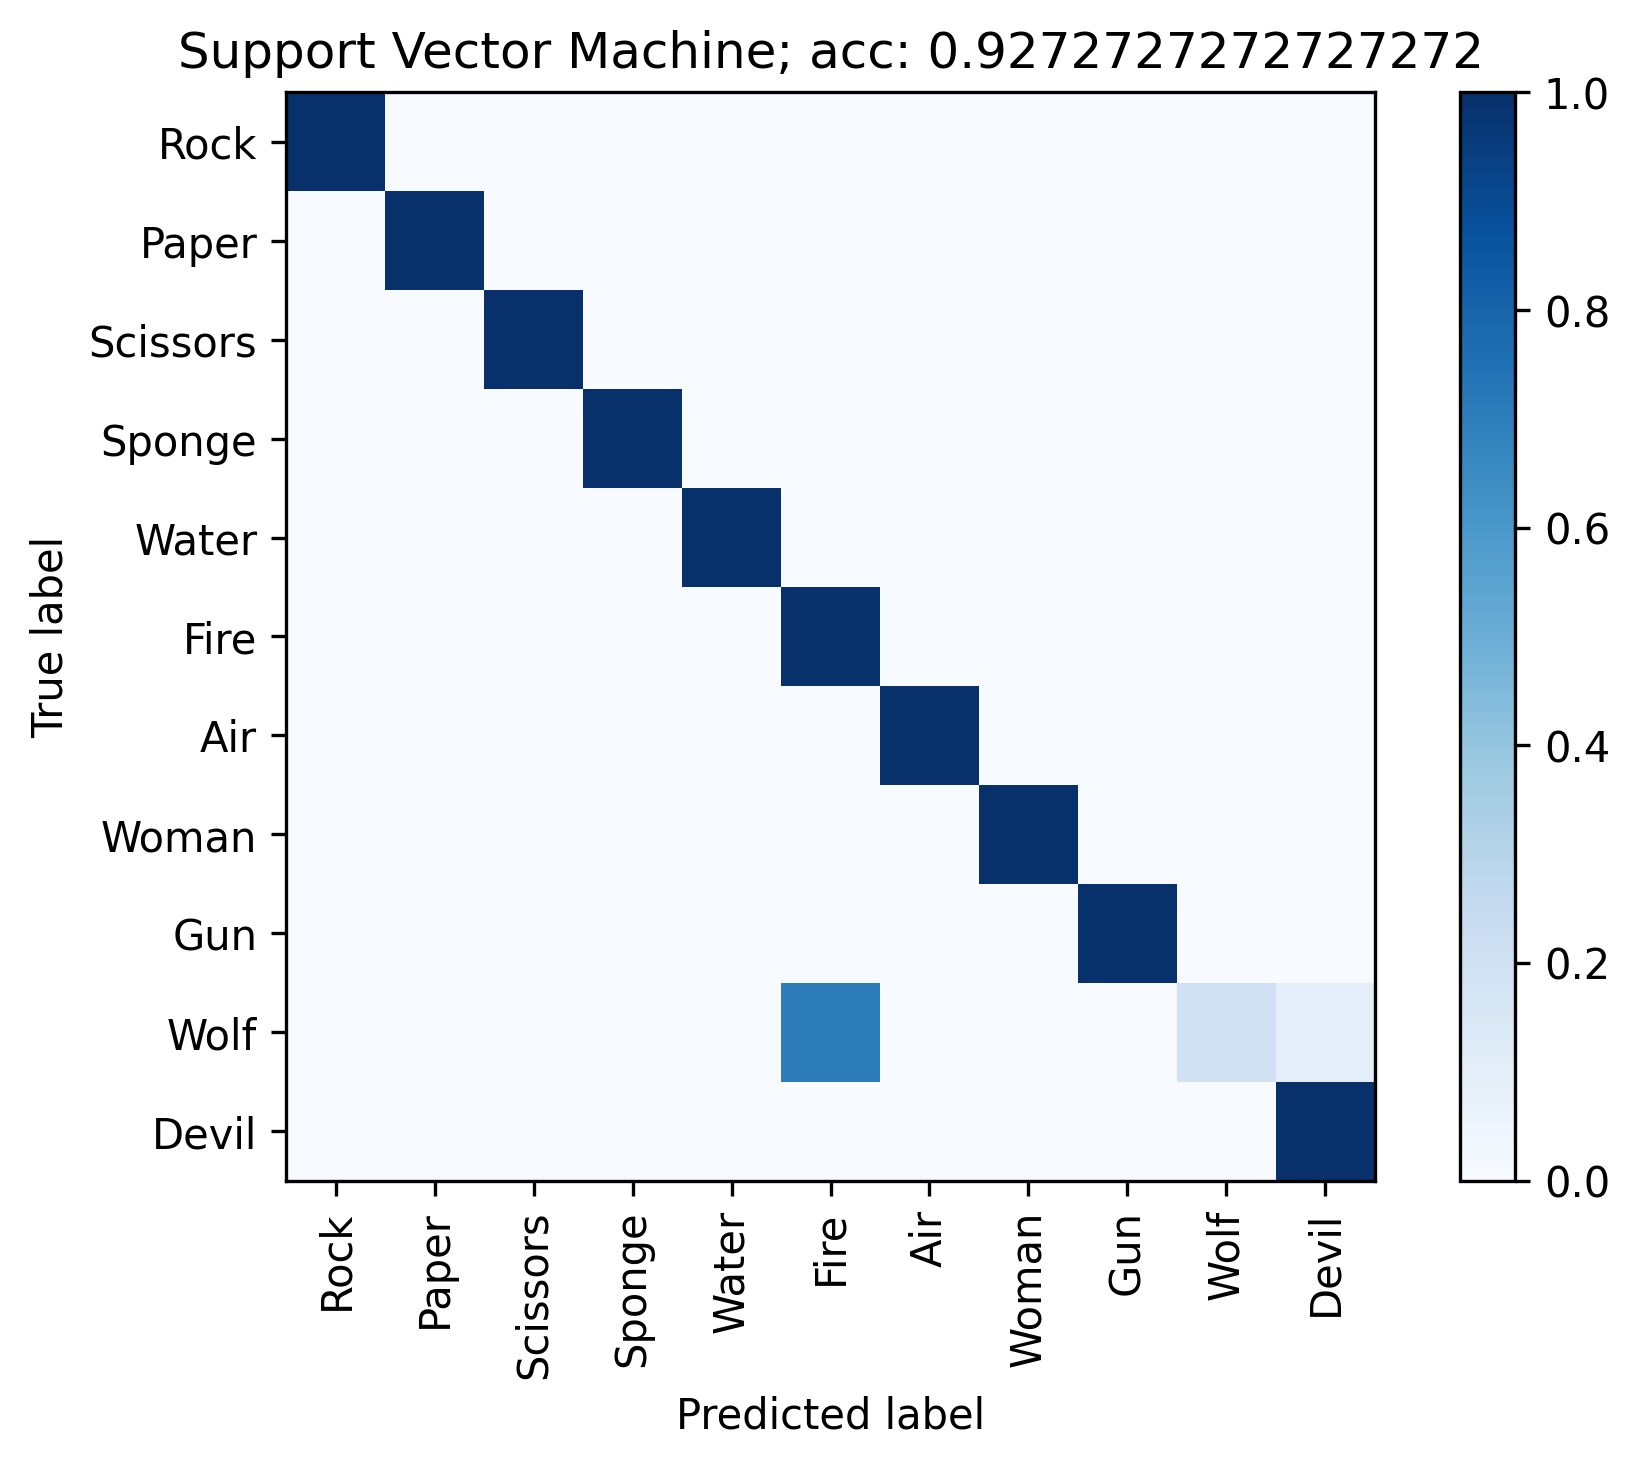 Support Vector Machine; acc: 0.9272727272727272
Rock
Paper
Scissors
Sponge
Water
Fire
Air
Woman
Gun
Wolf
Devil
True label
Rock
Paper
Scissors
Sponge
Water
Fire
Air
Woman
Gun
Wolf
Devil
Predicted label
1.0
0.8
0.6
0.4
0.2
0.0